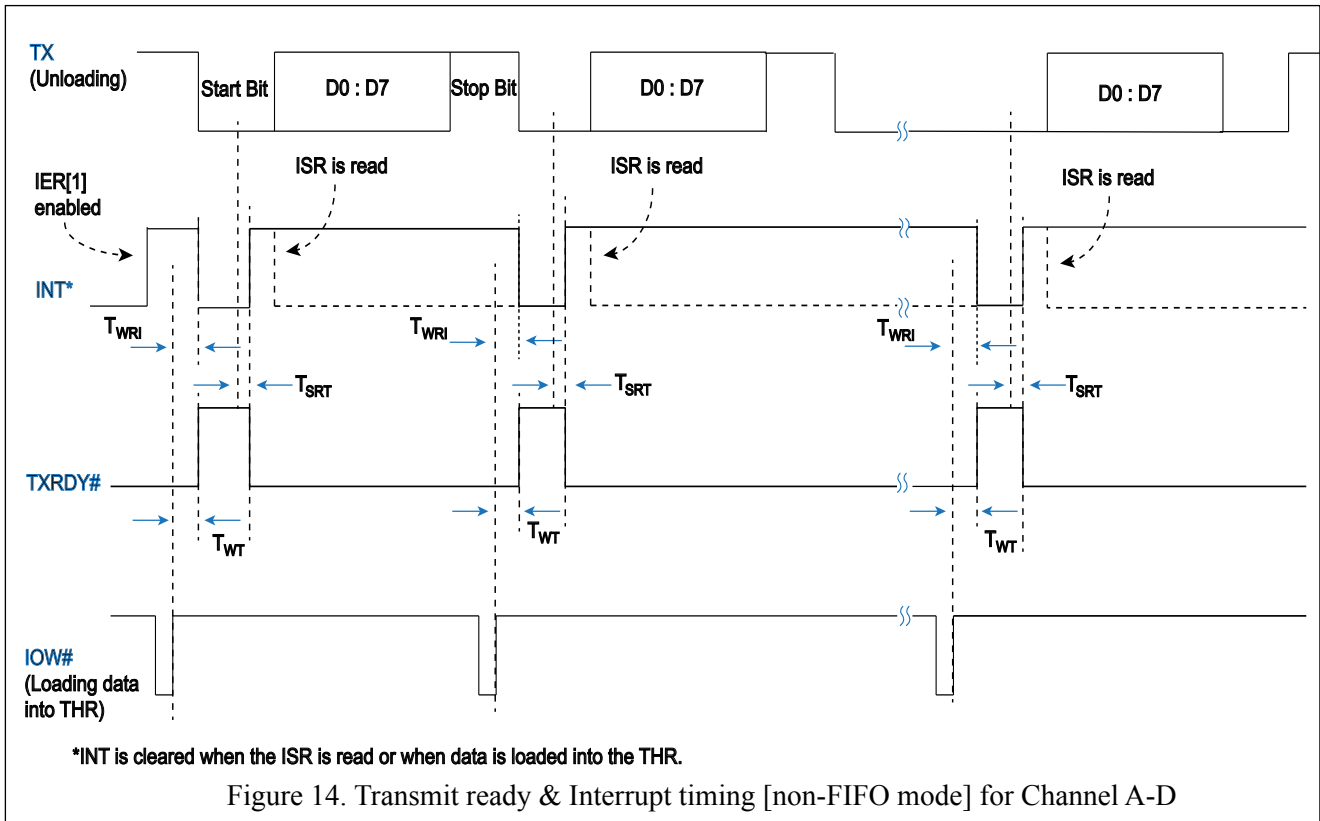 TX
(Unloading)
Start Bit
D0 : D7
Stop Bit
D0 : D7
D0 : D7
IER[1]
enabled
ISR is read
ISR is read
ISR is read
INT*
TWRI
TWRI
TWRI
TSRT
TSRT
TSRT
TXRDY#
TWT
TWT
TWT
IOW#
(Loading data
into THR)
*INT is cleared when the ISR is read or when data is loaded into the THR.
Figure 14. Transmit ready & Interrupt timing [non-FIFO mode] for Channel A-D